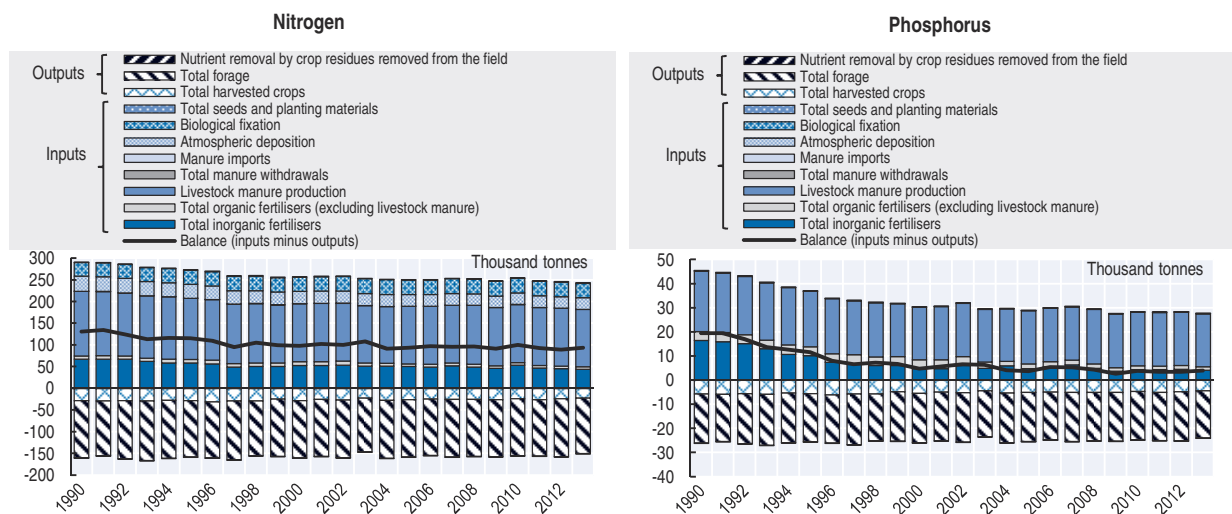 Nitrogen
Outputs
Nutrient removal by crop residues removed from the field
Total forage
Total harvested crops
Inputs
Total seeds and planting materials
Biological fixation
Atmospheric deposition
Manure imports
Total manure withdrawals
Livestock manure production
Total organic fertilisers (excluding livestock manure)
Total inorganic fertilisers
Balance (inputs minus outputs)
Thousand tonnes
300
250
200
150
100
50
0
-50
-100
-150
-200
1990
1992
1994
1996
1998
2000
2002
2004
2006
2008
2010
2012
Phosphorus
Outputs
Nutrient removal by crop residues removed from the field
Total forage
Total harvested crops
Inputs
Total seeds and planting materials
Biological fixation
Atmospheric deposition
Manure imports
Total manure withdrawals
Livestock manure production
Total organic fertilisers (excluding livestock manure)
Total inorganic fertilisers
Balance (inputs minus outputs)
Thousand tonnes
50
40
30
20
10
0
-10
-20
-30
-40
1990
1992
1994
1996
1998
2000
2002
2004
2006
2008
2010
2012